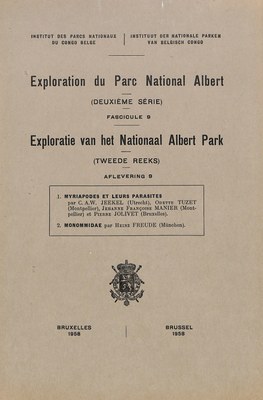 INSTITUT DES PARCS NATIONAUX
DU CONGO BELGE
INSTITUUT DER NATIONALE PARKEN
VAN BELGISCH CONGO
Exploration du Parc National Albert
(DEUXIÈME SÉRIE)
FASCICULE 9
Exploratie van het Nationaal Albert Park
(TWEEDE REEKS)
AFLEVERING 9
1. MYRIAPODES ET LEURS PARASITES
par C.A.W. JEEKEL (Utrecht), ODETTE TUZET
(Montpellier), JEHANNE FRANÇOISE MANIER (Mont-
pellier) et PIERRE JOLIVET (Bruxelles).
2. MONOMMIDAE par HEINZ FREUDE (München).
BRUXELLES
1958
BRUSSEL
1958